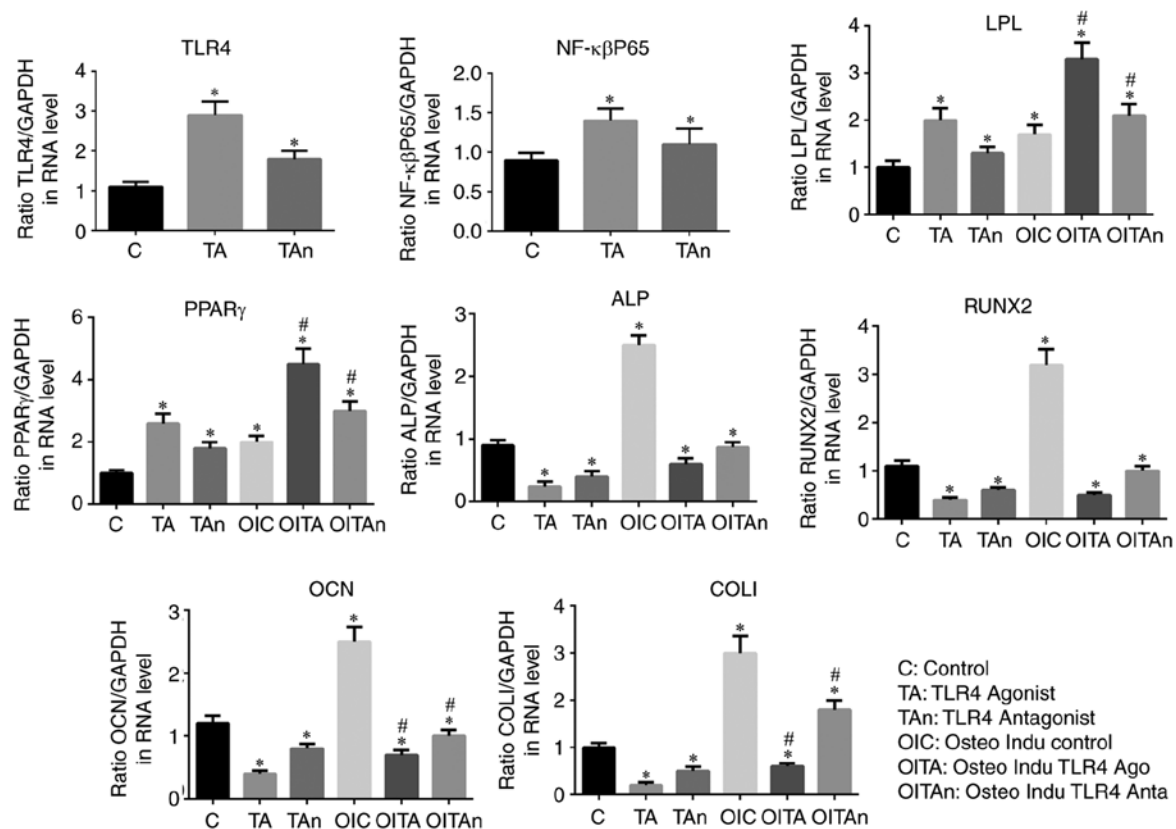 TLR4
Ratio TLR4/GAPDH
in RNA level
4
3
2
1
0
*
*
C TA TAn
NF-κβP65
Ratio NF-κβP65/GAPDH
in RNA level
2.0
1.5
1.0
0.5
0.0
*
*
C TA TAn
LPL
Ratio LPL/GAPDH
in RNA level
4
3
2
1
0
*
*
*
#
*
#
*
C TA TAn OIC OITA OITAn
PPARγ
Ratio PPARγ/GAPDH
in RNA level
6
4
2
0
*
*
*
#
*
#
*
C TA TAn OIC OITA OITAn
ALP
Ratio ALP/GAPDH
in RNA level
3
2
1
0
*
*
*
*
*
C TA TAn OIC OITA OITAn
RUNX2
Ratio RUNX2/GAPDH
in RNA level
4
3
2
1
0
*
*
*
*
*
C TA TAn OIC OITA OITAn
OCN
Ratio OCN/GAPDH
in RNA level
3
2
1
0
*
*
*
#
*
#
*
C TA TAn OIC OITA OITAn
COLI
Ratio COLI/GAPDH
in RNA level
4
3
2
1
0
*
*
*
#
*
#
*
C TA TAn OIC OITA OITAn
C: Control
TA: TLR4 Agonist
TAn: TLR4 Antagonist
OIC: Osteo Indu control
OITA: Osteo Indu TLR4 Ago
OITAn: Osteo Indu TLR4 Anta